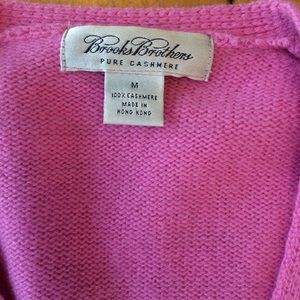 Brooks Brothers
PURE CASHMERE
M
100% CASHMERE
MADE IN
HONG KONG